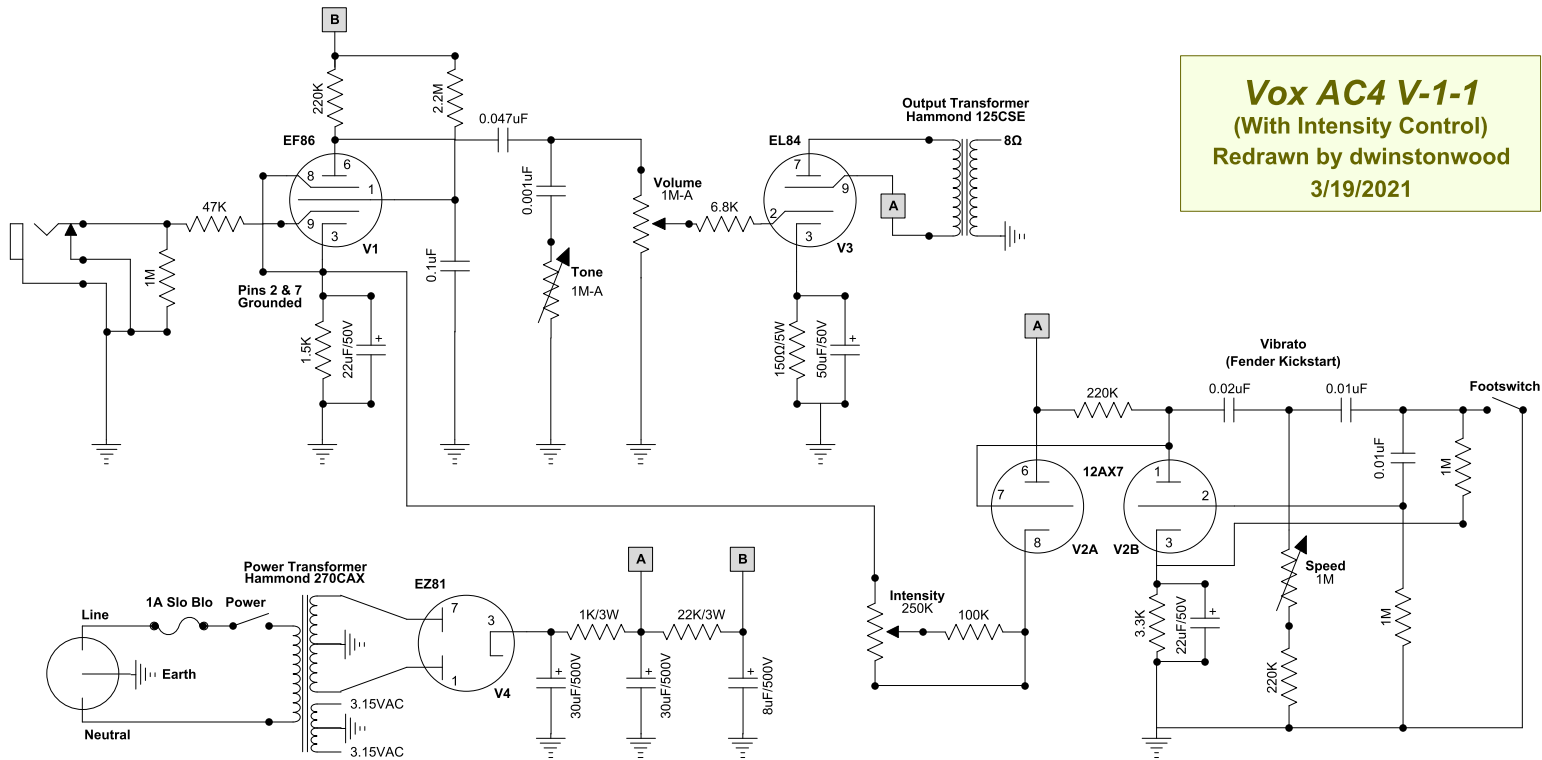 B
Vox AC4 V-1-1
(With Intensity Control)
Redrawn by dwinstonwood
3/19/2021
220K
2.2M
0.047uF
Output Transformer
Hammond 125CSE
8Ω
EF86
6
8
1
9
3
V1
47K
1M
Pins 2 & 7
Grounded
0.1uF
0.001uF
Tone
1M-A
Volume
1M-A
6.8K
EL84
7
9
2
3
V3
A
1.5K
22uF/50V
+
150Ω/5W
50uF/50V
+
A
Vibrato
(Fender Kickstart)
220K
0.02uF
0.01uF
Footswitch
0.01uF
1M
12AX7
6
7
8
V2A
1
2
3
V2B
Speed
1M
3.3K
22uF/50V
+
220K
1M
Intensity
250K
100K
Power Transformer
Hammond 270CAX
1A Slo Blo
Power
Line
Earth
Neutral
3.15VAC
3.15VAC
EZ81
7
3
1
V4
A
B
1K/3W
22K/3W
+
30uF/500V
+
30uF/500V
+
8uF/500V